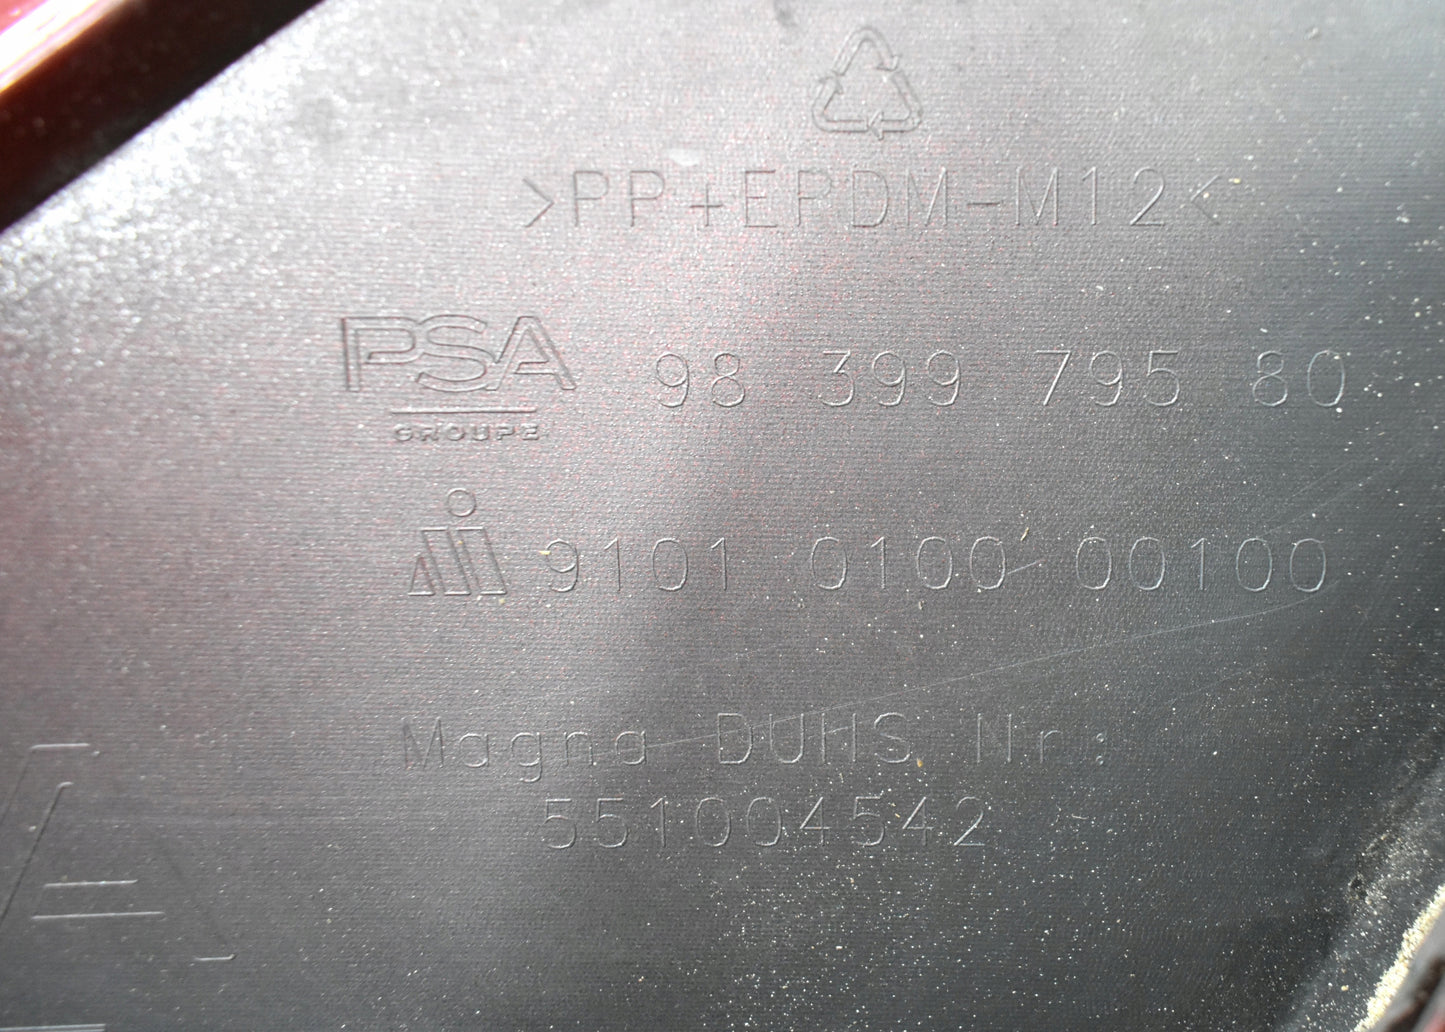 >PP+EPDM-M12<
PSA 98 399 795 80
GROUPE
9101 0100 00100
Magna DUHS Nr.:
551004542